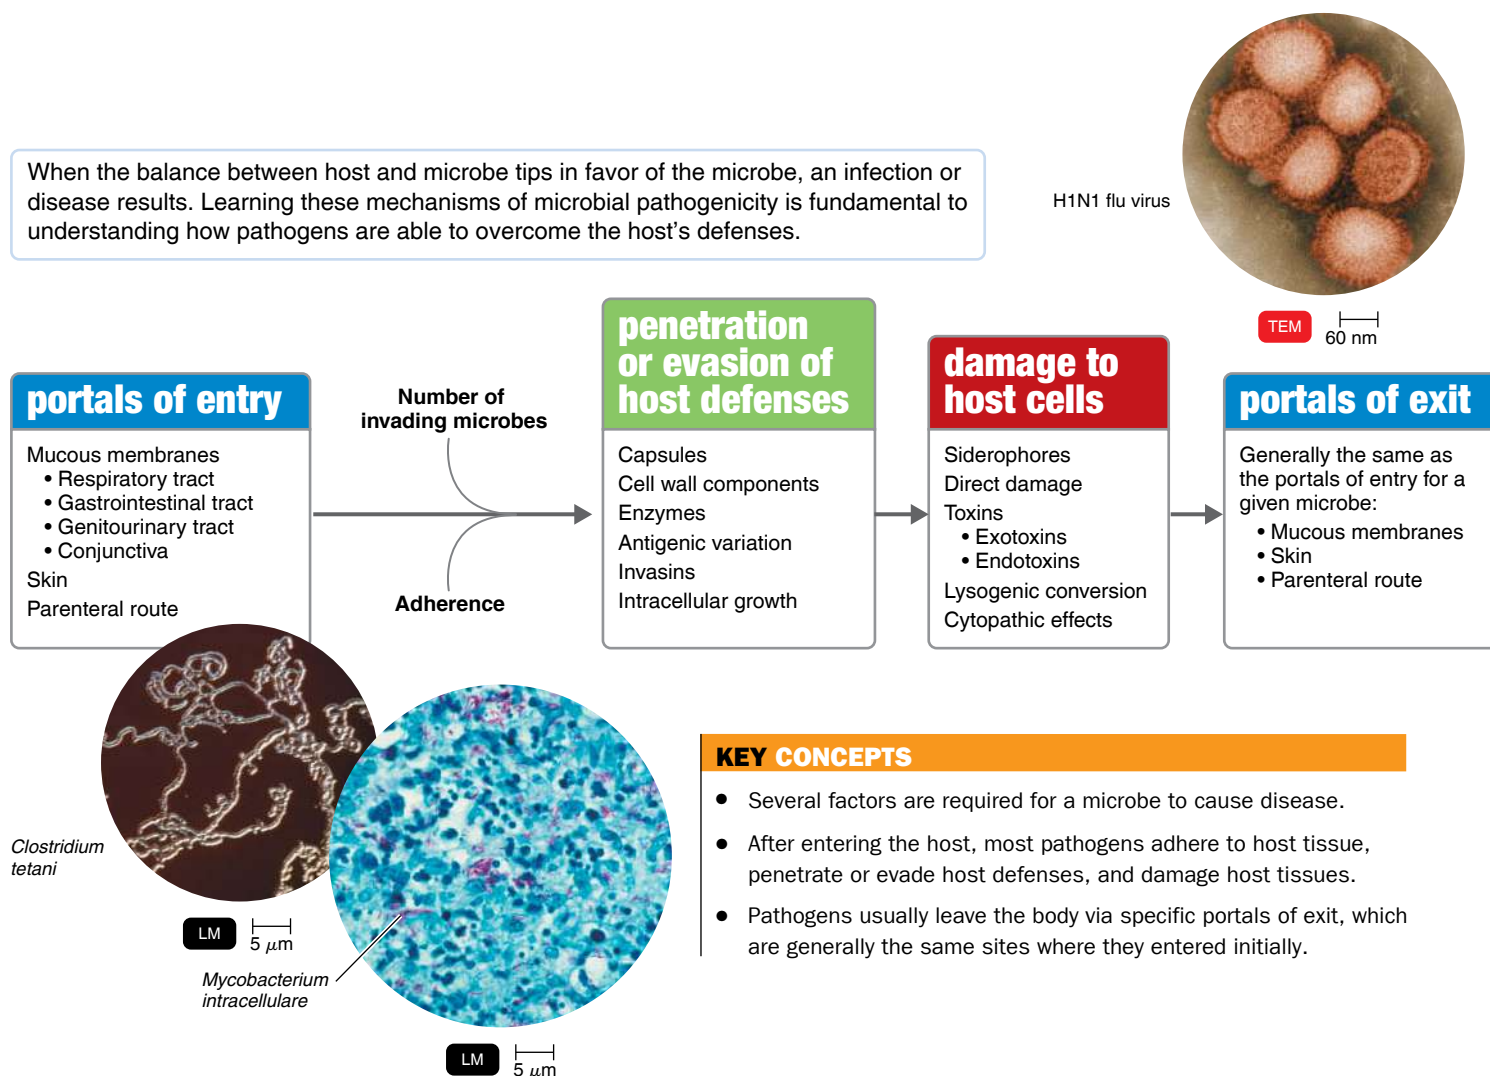 When the balance between host and microbe tips in favor of the microbe, an infection or
disease results. Learning these mechanisms of microbial pathogenicity is fundamental to
understanding how pathogens are able to overcome the host's defenses.
H1N1 flu virus
TEM
60 nm
portals of entry
Mucous membranes
• Respiratory tract
• Gastrointestinal tract
• Genitourinary tract
• Conjunctiva
Skin
Parenteral route
Number of
invading microbes
Adherence
penetration
or evasion of
host defenses
Capsules
Cell wall components
Enzymes
Antigenic variation
Invasins
Intracellular growth
damage to
host cells
Siderophores
Direct damage
Toxins
• Exotoxins
• Endotoxins
Lysogenic conversion
Cytopathic effects
portals of exit
Generally the same as
the portals of entry for a
given microbe:
• Mucous membranes
• Skin
• Parenteral route
Clostridium
tetani
LM
5 μm
Mycobacterium
intracellulare
LM
5 μm
KEY CONCEPTS
• Several factors are required for a microbe to cause disease.
• After entering the host, most pathogens adhere to host tissue,
penetrate or evade host defenses, and damage host tissues.
• Pathogens usually leave the body via specific portals of exit, which
are generally the same sites where they entered initially.